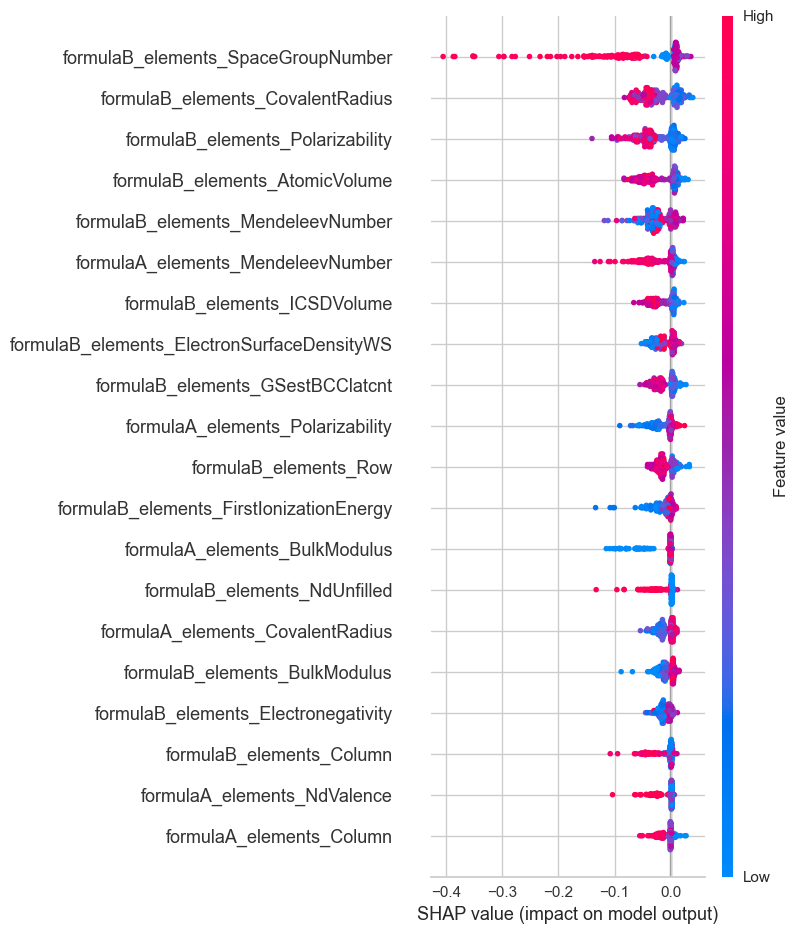 High
formulaB_elements_SpaceGroupNumber
formulaB_elements_CovalentRadius
formulaB_elements_Polarizability
formulaB_elements_AtomicVolume
formulaB_elements_MendeleevNumber
formulaA_elements_MendeleevNumber
formulaB_elements_ICSDVolume
formulaB_elements_ElectronSurfaceDensityWS
formulaB_elements_GSestBCClatcnt
formulaA_elements_Polarizability
formulaB_elements_Row
formulaB_elements_FirstIonizationEnergy
formulaA_elements_BulkModulus
formulaB_elements_NdUnfilled
formulaA_elements_CovalentRadius
formulaB_elements_BulkModulus
formulaB_elements_Electronegativity
formulaB_elements_Column
formulaA_elements_NdValence
formulaA_elements_Column
Feature value
Low
−0.4 −0.3 −0.2 −0.1 0.0
SHAP value (impact on model output)